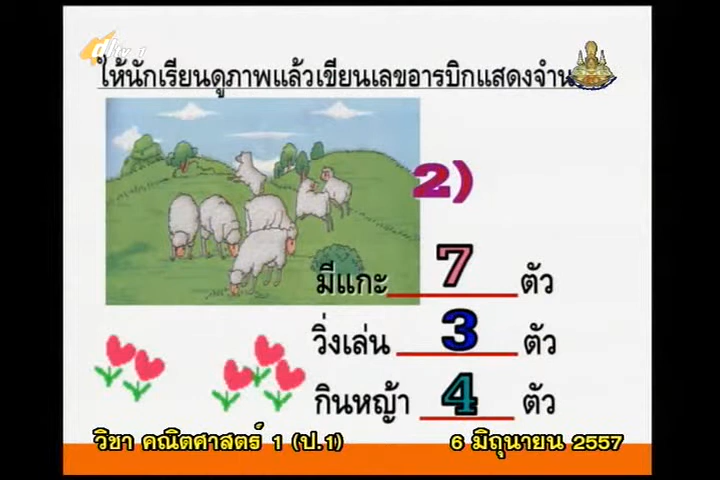 dltv 1
ให้นักเรียนดูภาพแล้วเขียนเลขอารบิกแสดงจำน
2)
มีแกะ 7 ตัว
วิ่งเล่น 3 ตัว
กินหญ้า 4 ตัว
วิชา คณิตศาสตร์ 1 (ป.1) 6 มิถุนายน 2557